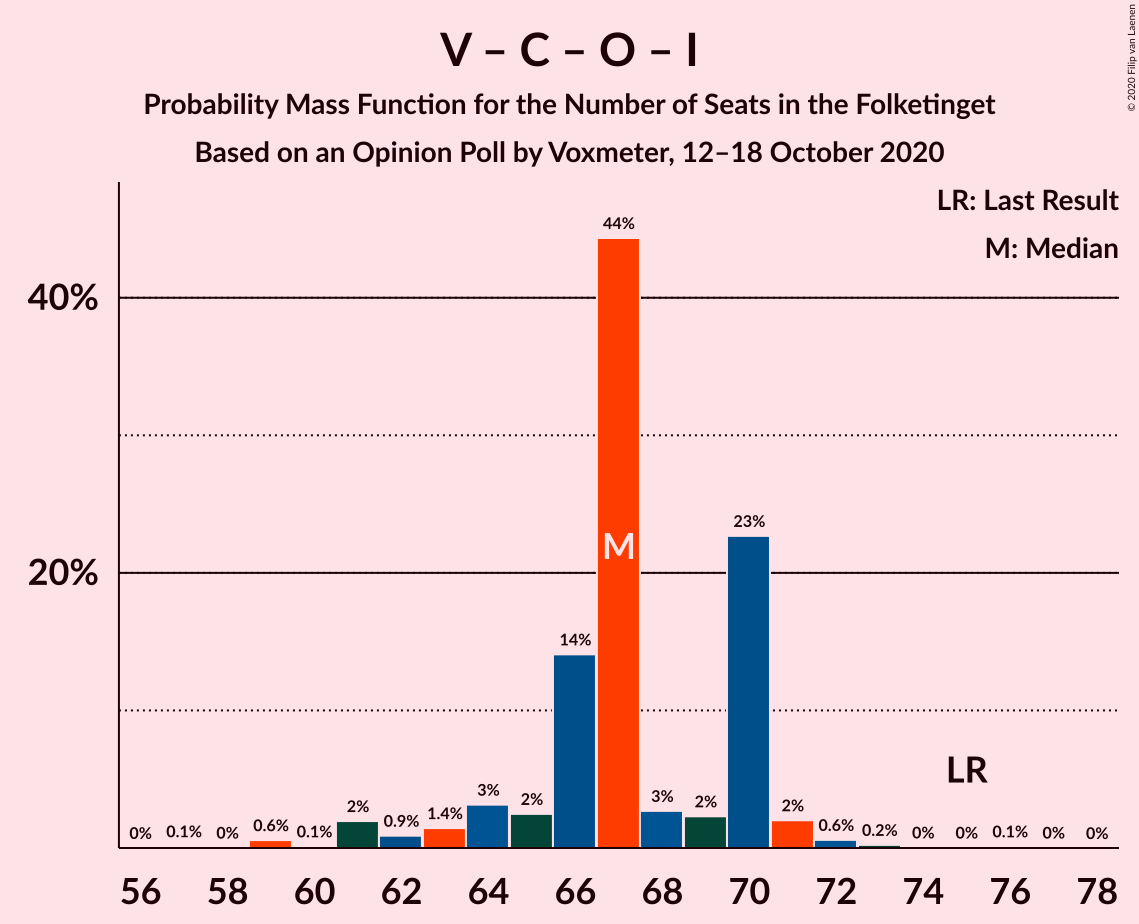 V – C – O – I
Probability Mass Function for the Number of Seats in the Folketinget
Based on an Opinion Poll by Voxmeter, 12–18 October 2020
© 2020 Filip van Laenen
LR: Last Result
M: Median
40%
20%
0%
0.1%
0%
0.6%
0.1%
2%
0.9%
1.4%
3%
2%
14%
44%
M
3%
2%
23%
2%
0.6%
0.2%
0%
0%
LR
0.1%
0%
0%
56 58 60 62 64 66 68 70 72 74 76 78